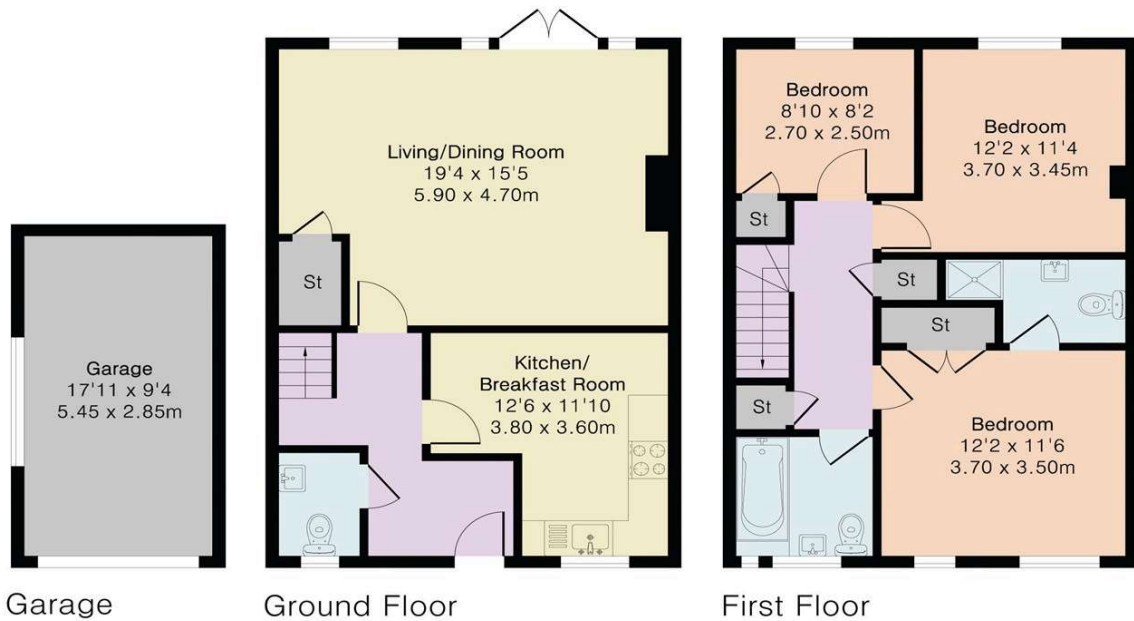 Garage
17'11 x 9'4
5.45 x 2.85m
Garage
Living/Dining Room
19'4 x 15'5
5.90 x 4.70m
St
Kitchen/
Breakfast Room
12'6 x 11'10
3.80 x 3.60m
Ground Floor
Bedroom
8'10 x 8'2
2.70 x 2.50m
Bedroom
12'2 x 11'4
3.70 x 3.45m
St
St
St
St
Bedroom
12'2 x 11'6
3.70 x 3.50m
First Floor